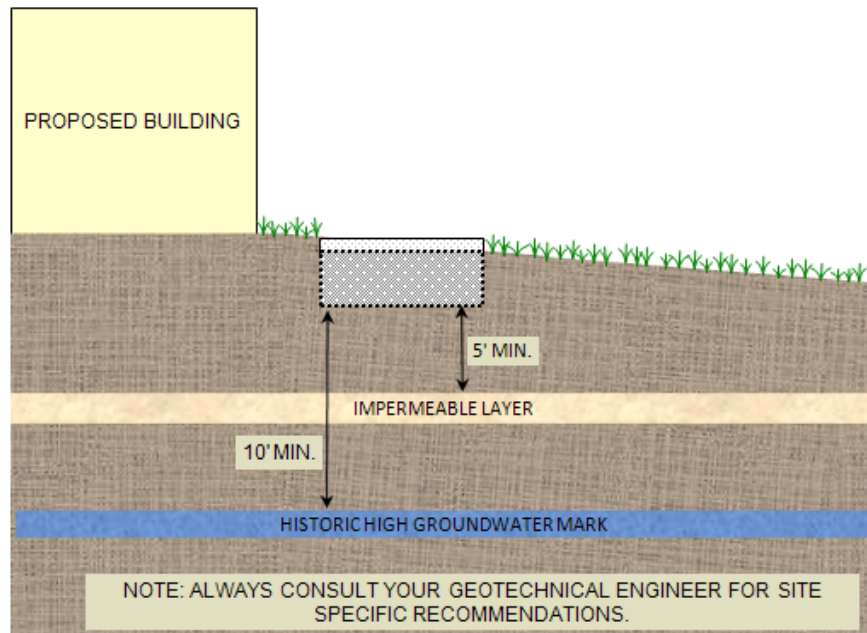 PROPOSED BUILDING
5' MIN.
IMPERMEABLE LAYER
10' MIN.
HISTORIC HIGH GROUNDWATER MARK
NOTE: ALWAYS CONSULT YOUR GEOTECHNICAL ENGINEER FOR SITE
SPECIFIC RECOMMENDATIONS.